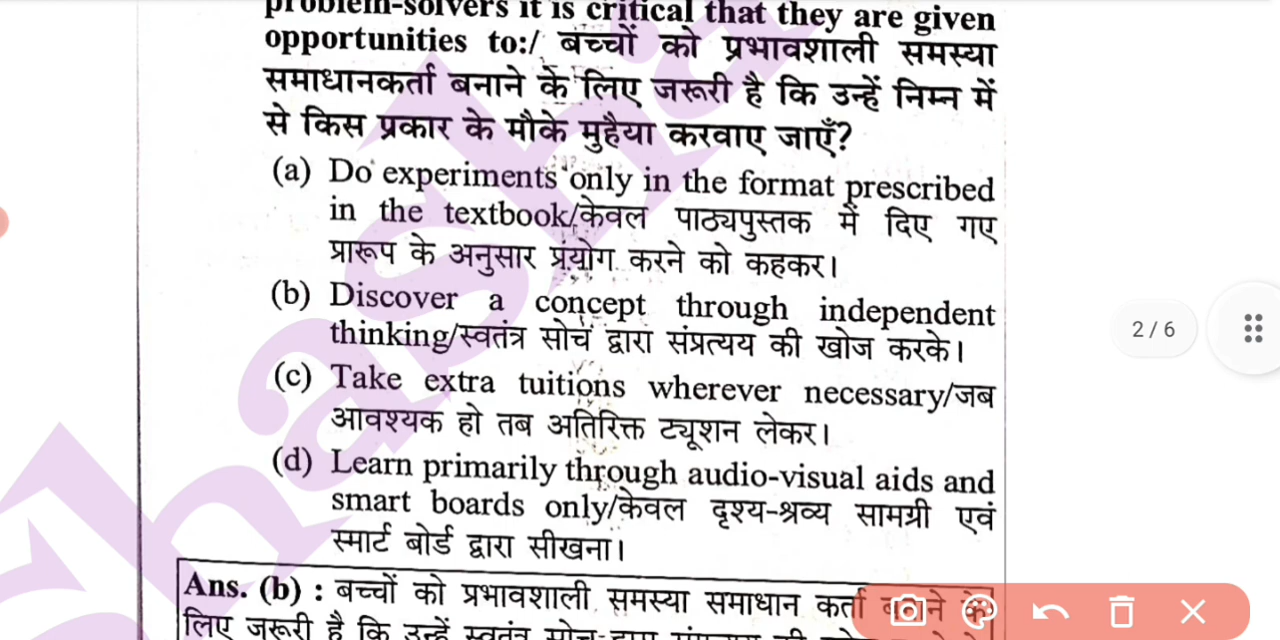 problem-solvers it is critical that they are given
opportunities to:/ बच्चों को प्रभावशाली समस्या
समाधानकर्ता बनाने के लिए जरूरी है कि उन्हें निम्न में
से किस प्रकार के मौके मुहैया करवाए जाएँ?
(a) Do experiments only in the format prescribed
in the textbook/केवल पाठ्यपुस्तक में दिए गए
प्रारूप के अनुसार प्रयोग करने को कहकर।
(b) Discover a concept through independent
thinking/स्वतंत्र सोच द्वारा संप्रत्यय की खोज करके।
2 / 6
(c) Take extra tuitions wherever necessary/जब
आवश्यक हो तब अतिरिक्त ट्यूशन लेकर।
(d) Learn primarily through audio-visual aids and
smart boards only/केवल दृश्य-श्रव्य सामग्री एवं
स्मार्ट बोर्ड द्वारा सीखना।
Ans. (b) : बच्चों को प्रभावशाली समस्या समाधान कर्ता बनाने के
लिए जरूरी है कि उन्हें स्वतंत्र